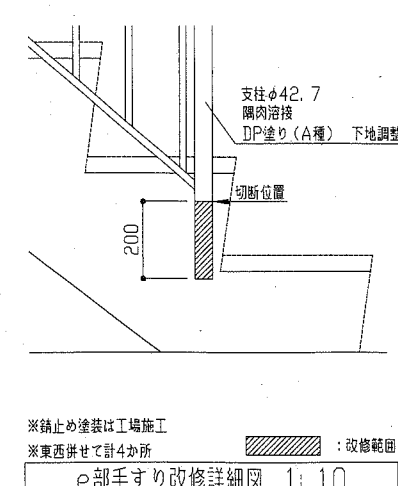 支柱φ42.7
隅肉溶接
DP塗り(A種) 下地調整
切断位置
200
※錆止め塗装は工場施工
※東西併せて計4か所
:改修範囲
e部手すり改修詳細図 1:10